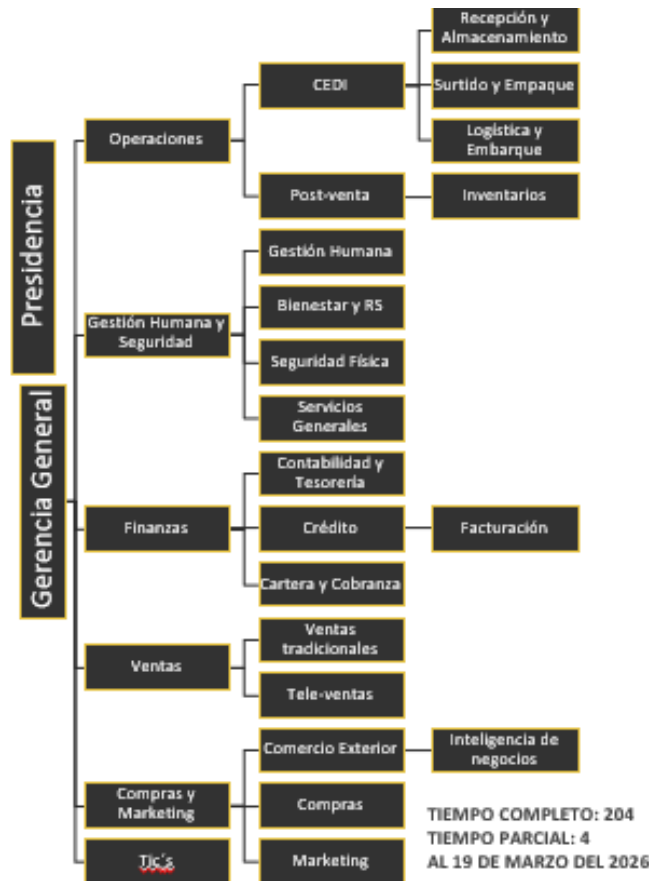 Presidencia
Gerencia General
Operaciones
CEDI
Recepción y
Almacenamiento
Surtido y Empaque
Logística y
Embarque
Post-venta
Inventarios
Gestión Humana y
Seguridad
Gestión Humana
Bienestar y RS
Seguridad Física
Servicios
Generales
Finanzas
Contabilidad y
Tesorería
Crédito
Facturación
Cartera y Cobranza
Ventas
Ventas
tradicionales
Tele-ventas
Compras y
Marketing
Comercio Exterior
Inteligencia de
negocios
Compras
Marketing
Tic´s
TIEMPO COMPLETO: 204
TIEMPO PARCIAL: 4
AL 19 DE MARZO DEL 2026